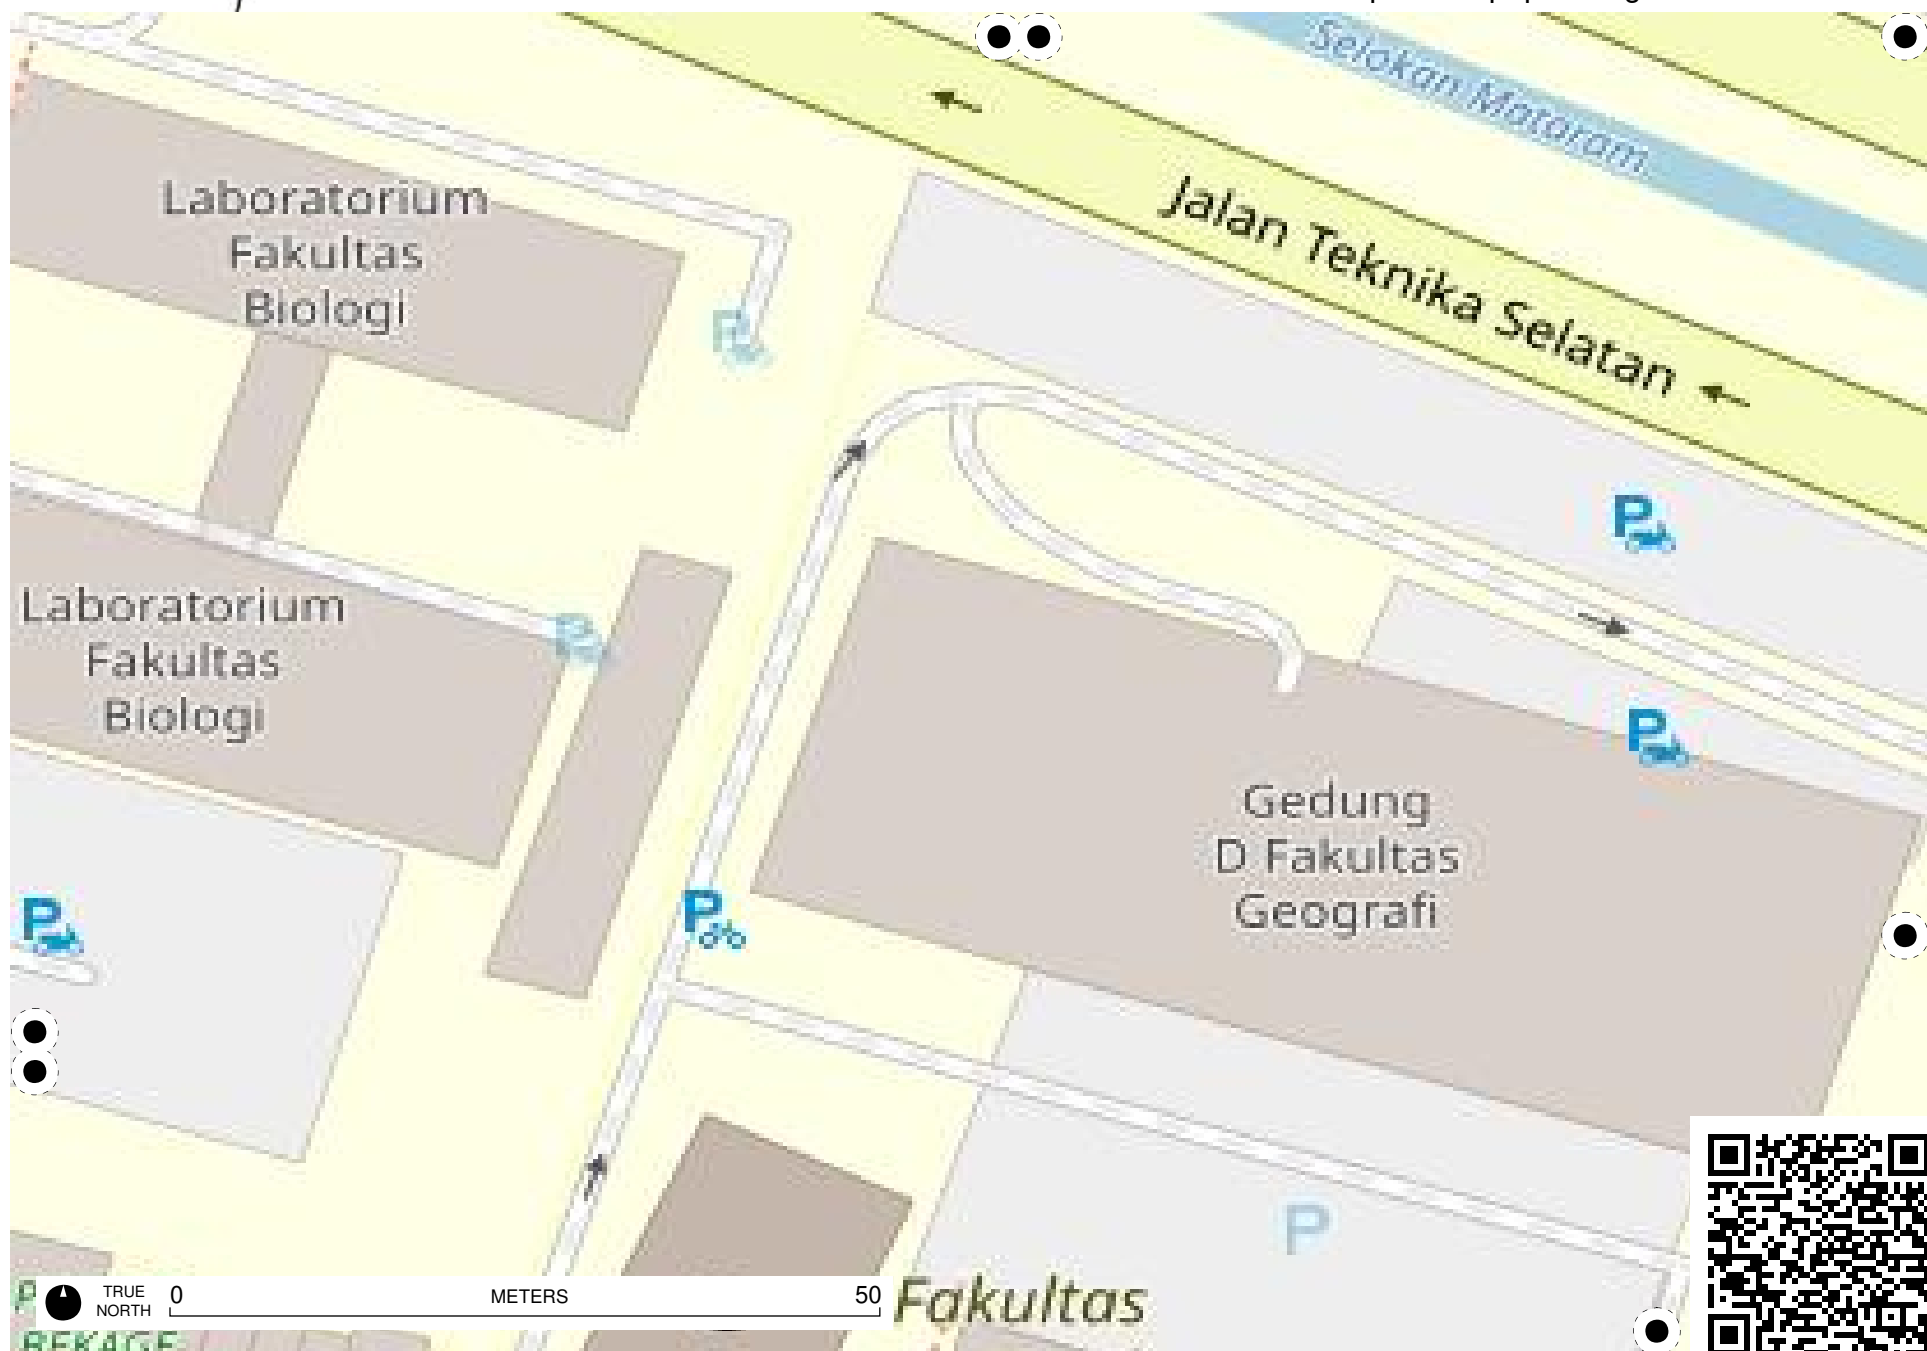 Selokan Mataram
Jalan Teknika Selatan
Laboratorium
Fakultas
Biologi
P
P
Laboratorium
Fakultas
Biologi
P
P
Gedung
D Fakultas
Geografi
P
P
P
Fakultas
TRUE
NORTH
0
METERS
50